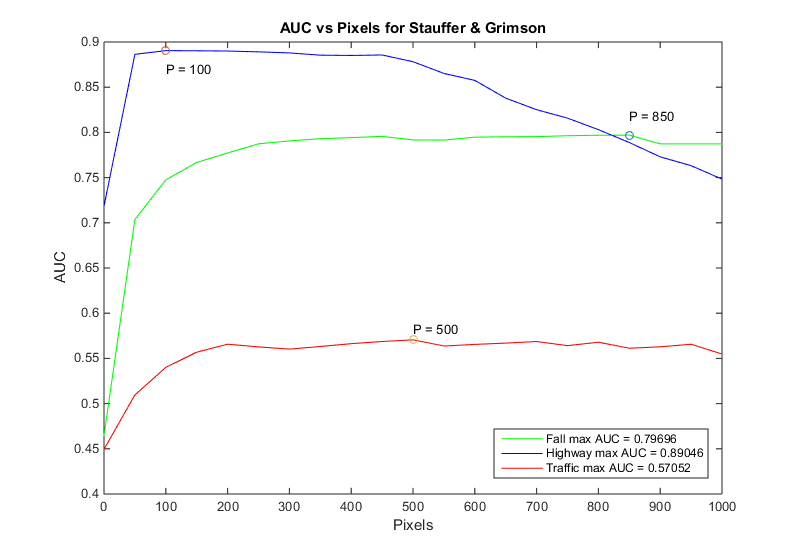 AUC vs Pixels for Stauffer & Grimson
0.9
0.85
0.8
0.75
0.7
0.65
0.6
0.55
0.5
0.45
0.4
AUC
P = 100
P = 850
P = 500
Fall max AUC = 0.79696
Highway max AUC = 0.89046
Traffic max AUC = 0.57052
0 100 200 300 400 500 600 700 800 900 1000
Pixels